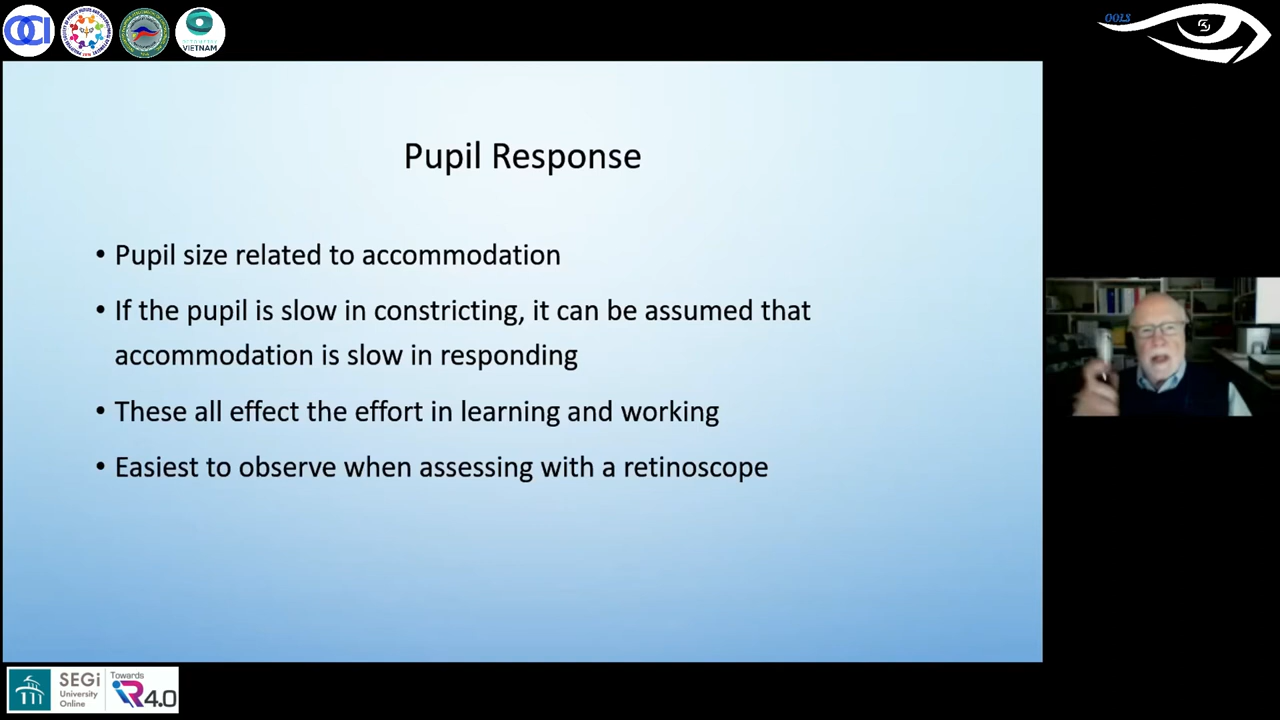 OCI
VIETNAM
OOLS
Pupil Response
• Pupil size related to accommodation
• If the pupil is slow in constricting, it can be assumed that
accommodation is slow in responding
• These all effect the effort in learning and working
• Easiest to observe when assessing with a retinoscope
SEGi
University
Online
Towards
iR4.0